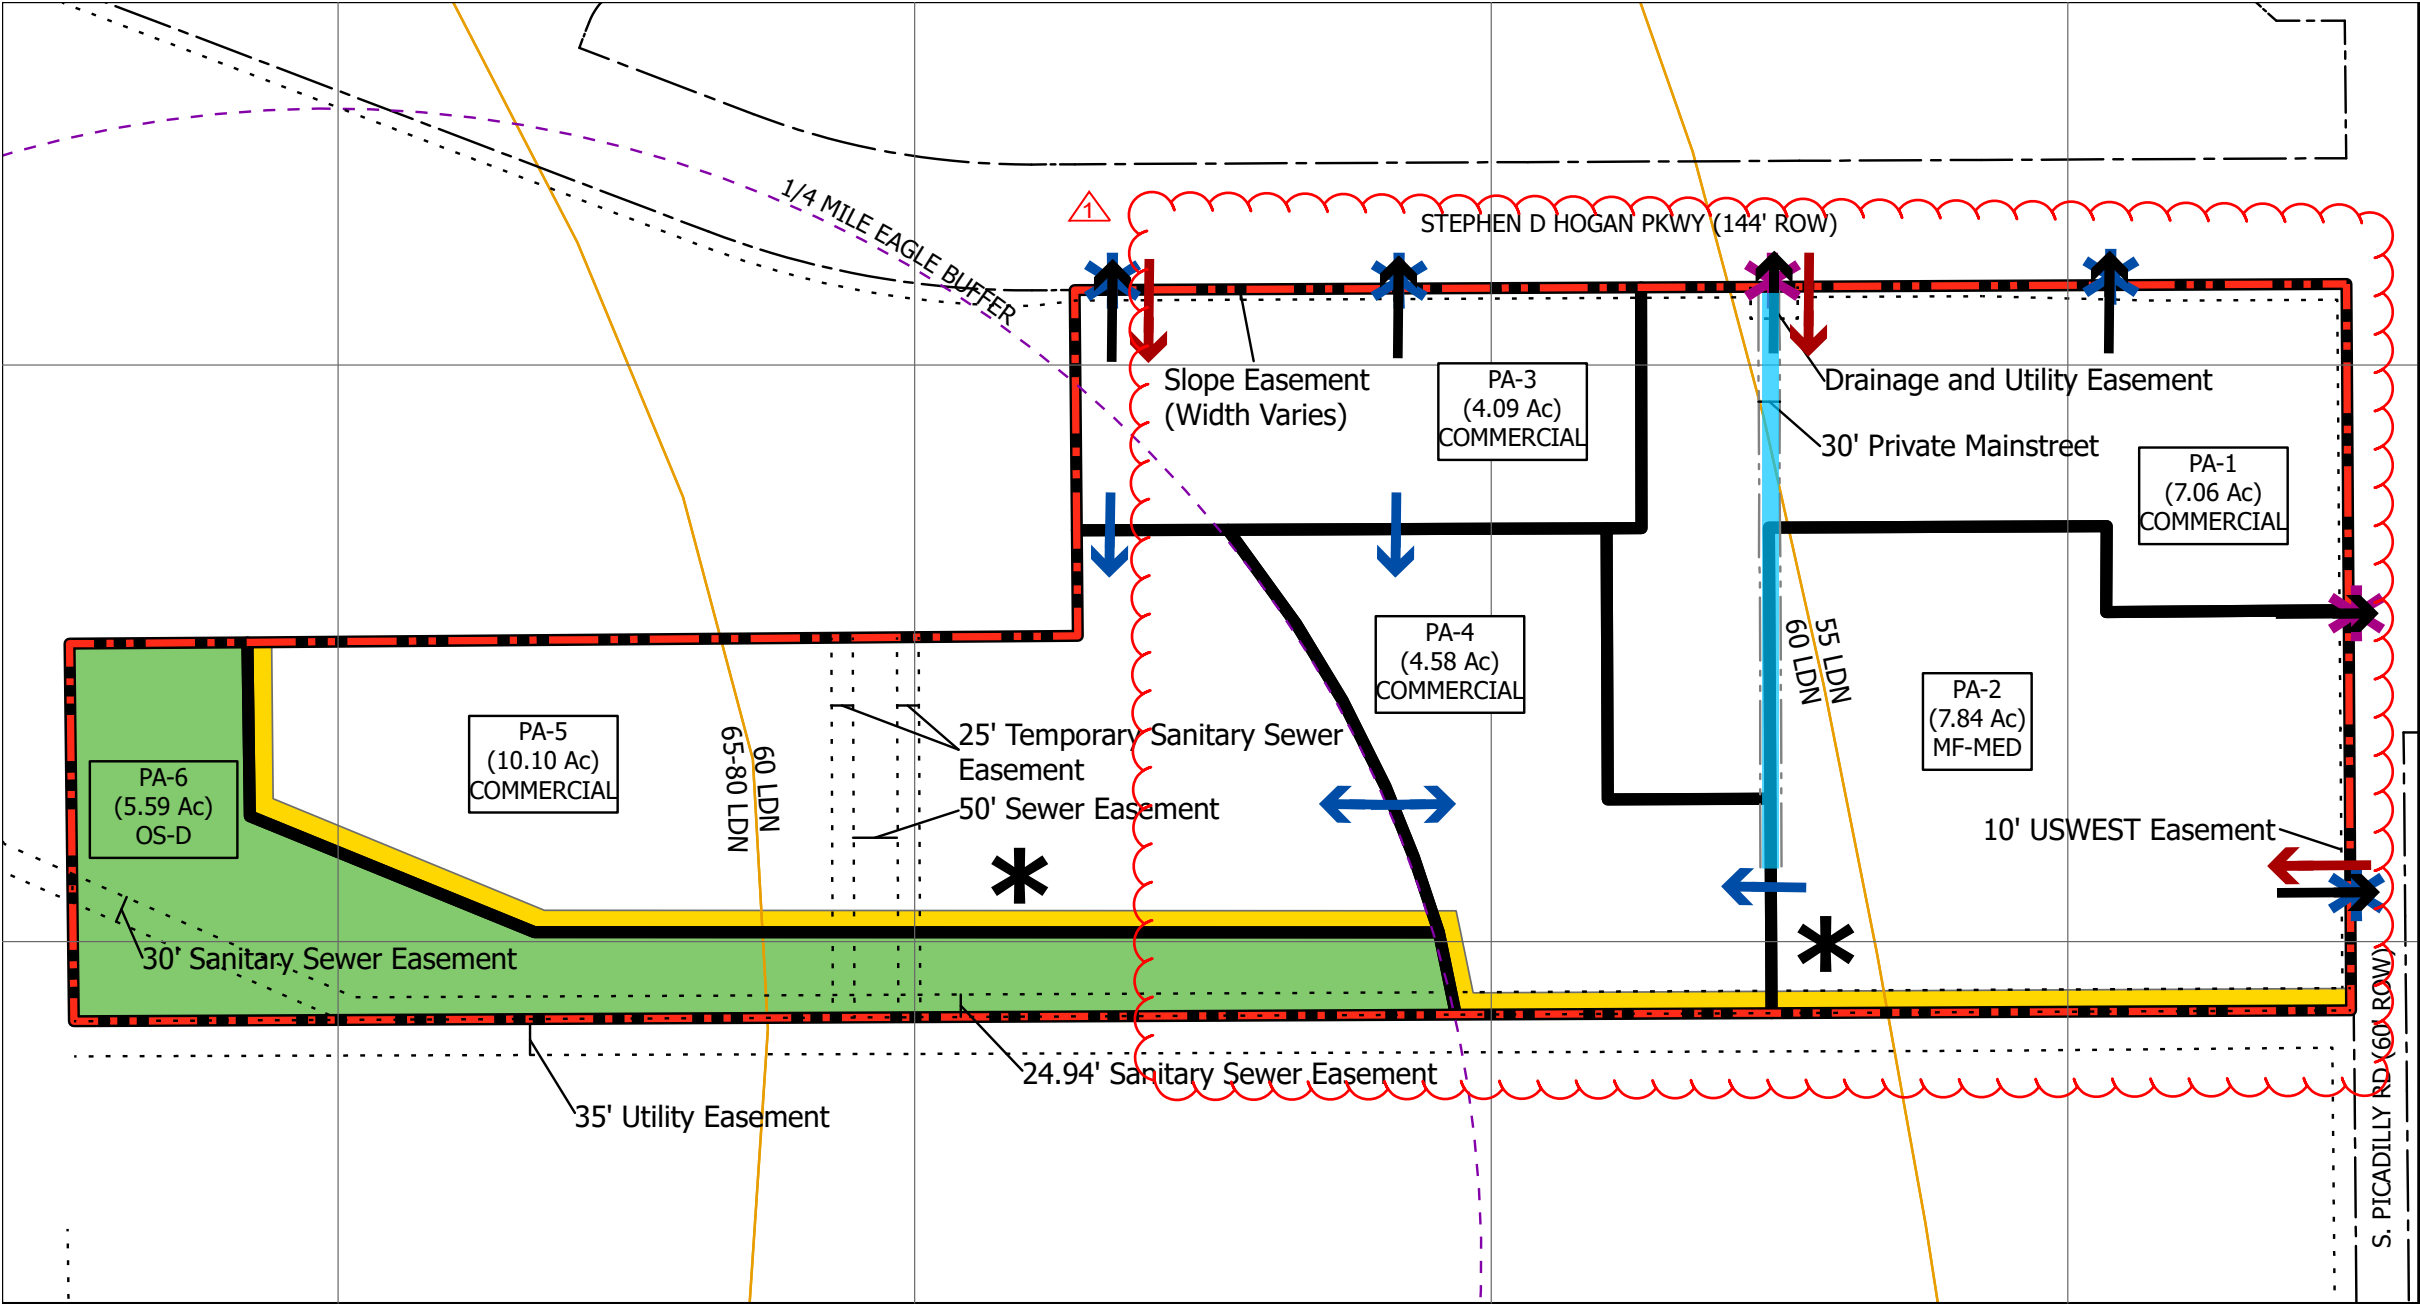 1/4 MILE EAGLE BUFFER
1
STEPHEN D HOGAN PKWY (144' ROW)
Slope Easement
(Width Varies)
PA-3
(4.09 Ac)
COMMERCIAL
Drainage and Utility Easement
30' Private Mainstreet
PA-1
(7.06 Ac)
COMMERCIAL
PA-4
(4.58 Ac)
COMMERCIAL
55 LDN
60 LDN
PA-2
(7.84 Ac)
MF-MED
PA-5
(10.10 Ac)
COMMERCIAL
60 LDN
65-80 LDN
25' Temporary Sanitary Sewer
Easement
50' Sewer Easement
PA-6
(5.59 Ac)
OS-D
10' USWEST Easement
30' Sanitary Sewer Easement
24.94' Sanitary Sewer Easement
35' Utility Easement
S. PICADILLY RD (60' ROW)